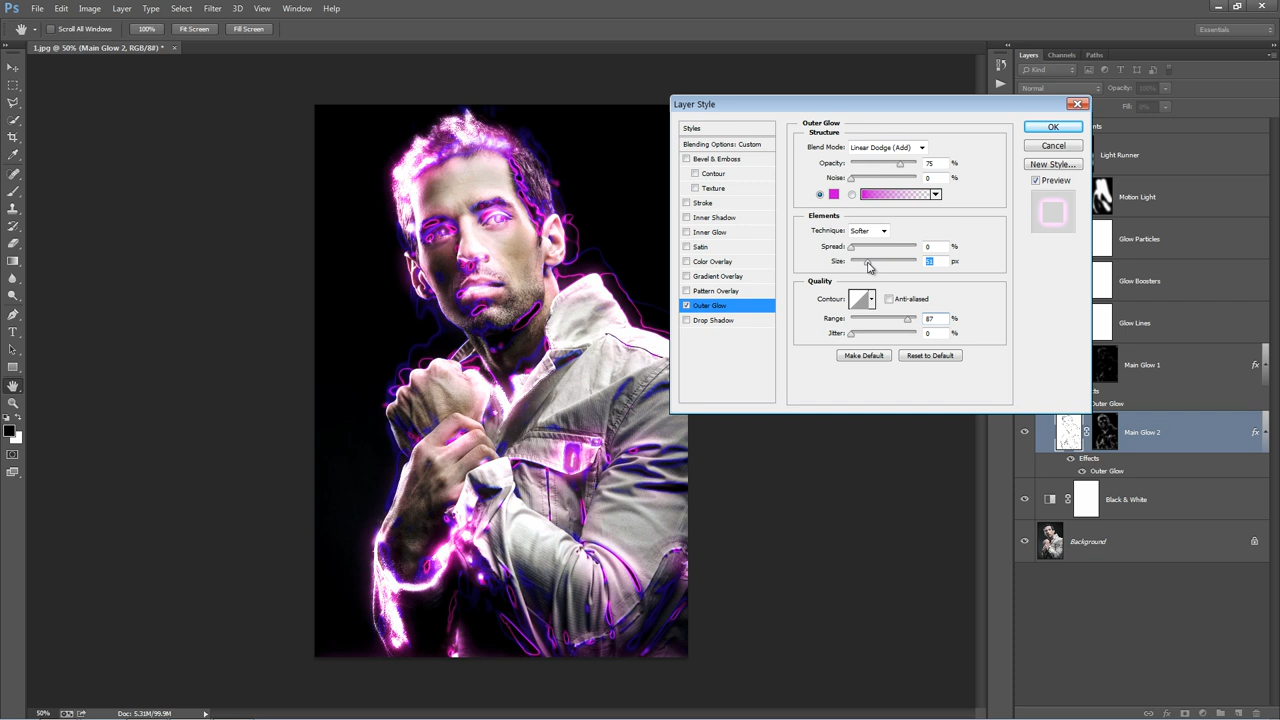 Ps File Edit Image Layer Type Select Filter 3D View Window Help
Scroll All Windows 100% Fit Screen Fill Screen Essentials
1.jpg @ 50% (Main Glow 2, RGB/8#) * ×
Layers Channels Paths
Kind
Normal Opacity: 100%
Fill: 0%
Layer Style
Styles
Blending Options: Custom
Bevel & Emboss
Contour
Texture
Stroke
Inner Shadow
Inner Glow
Satin
Color Overlay
Gradient Overlay
Pattern Overlay
Outer Glow
Drop Shadow
Outer Glow
Structure
Blend Mode: Linear Dodge (Add)
Opacity: 75 %
Noise: 0 %
Elements
Technique: Softer
Spread: 0 %
Size: 51 px
Quality
Contour: Anti-aliased
Range: 87 %
Jitter: 0 %
Make Default Reset to Default
OK
Cancel
New Style...
Preview
Light Runner
Motion Light
Glow Particles
Glow Boosters
Glow Lines
Main Glow 1 fx
Outer Glow
Main Glow 2 fx
Effects
Outer Glow
Black & White
Background
50% Doc: 5.31M/99.9M
fx